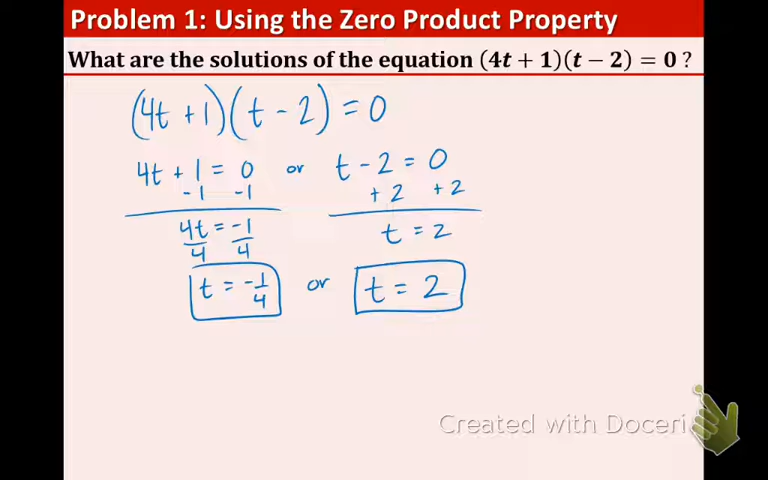 Problem 1: Using the Zero Product Property
What are the solutions of the equation (4t + 1)(t − 2) = 0 ?
(4t + 1)(t - 2) = 0
4t + 1 = 0 or t - 2 = 0
-1 -1 + 2 + 2
4t/4 = -1/4 t = 2
t = -1/4 or t = 2
Created with Doceri